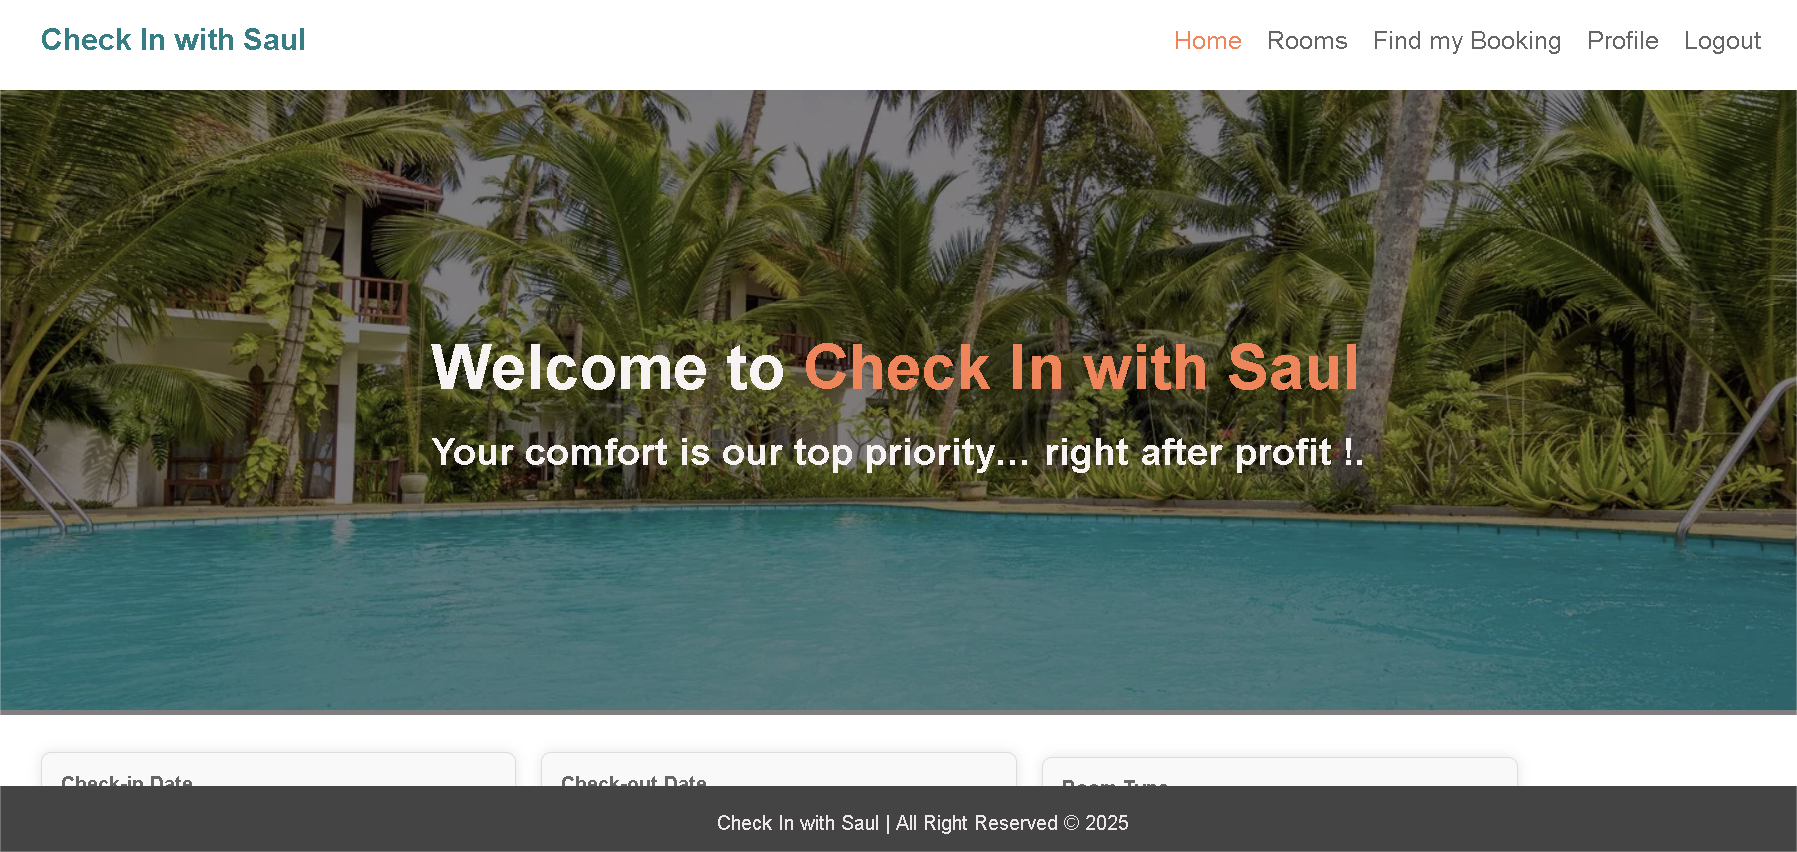 Check In with Saul
Home Rooms Find my Booking Profile Logout
Welcome to Check In with Saul
Your comfort is our top priority... right after profit !.
Check-in Date
Check-out Date
Room Type
Check In with Saul | All Right Reserved © 2025